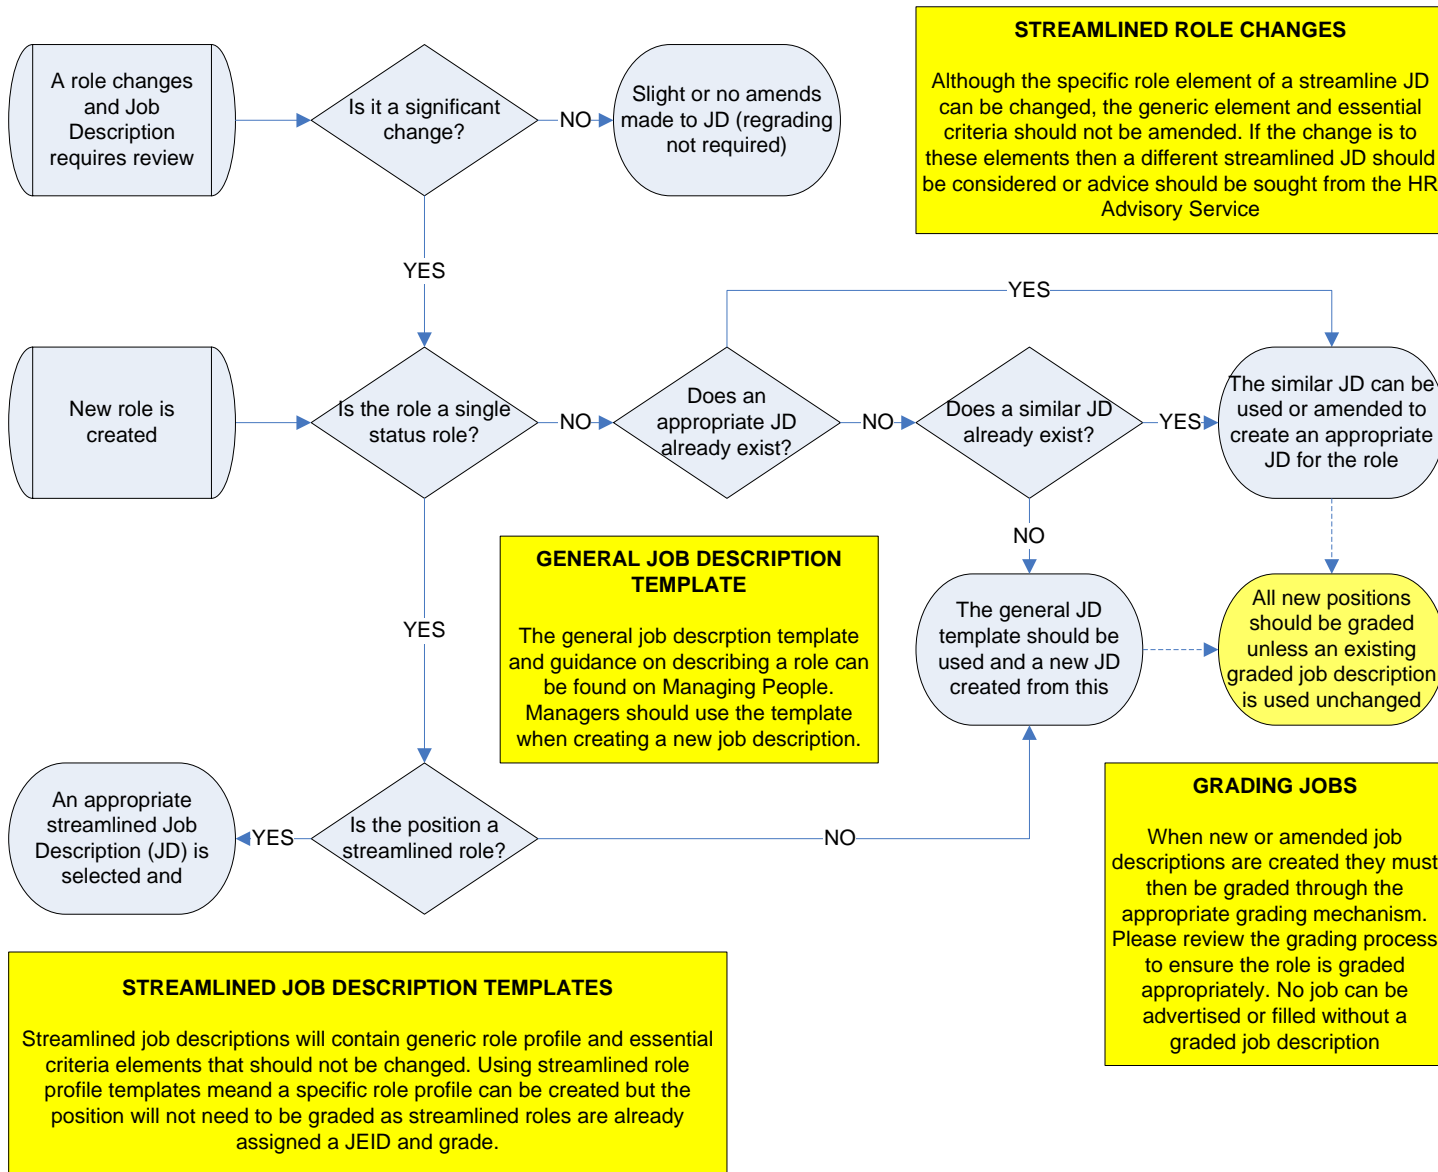 A role changes
and Job
Description
requires review
Is it a significant
change?
NO
Slight or no amends
made to JD (regrading
not required)
STREAMLINED ROLE CHANGES
Although the specific role element of a streamline JD
can be changed, the generic element and essential
criteria should not be amended. If the change is to
these elements then a different streamlined JD should
be considered or advice should be sought from the HR
Advisory Service
YES
YES
New role is
created
Is the role a single
status role?
NO
Does an
appropriate JD
already exist?
NO
Does a similar JD
already exist?
YES
The similar JD can be
used or amended to
create an appropriate
JD for the role
NO
GENERAL JOB DESCRIPTION
TEMPLATE
The general job descrption template
and guidance on describing a role can
be found on Managing People.
Managers should use the template
when creating a new job description.
YES
The general JD
template should be
used and a new JD
created from this
All new positions
should be graded
unless an existing
graded job description
is used unchanged
An appropriate
streamlined Job
Description (JD) is
selected and
YES
Is the position a
streamlined role?
NO
GRADING JOBS
When new or amended job
descriptions are created they must
then be graded through the
appropriate grading mechanism.
Please review the grading process
to ensure the role is graded
appropriately. No job can be
advertised or filled without a
graded job description
STREAMLINED JOB DESCRIPTION TEMPLATES
Streamlined job descriptions will contain generic role profile and essential
criteria elements that should not be changed. Using streamlined role
profile templates meand a specific role profile can be created but the
position will not need to be graded as streamlined roles are already
assigned a JEID and grade.